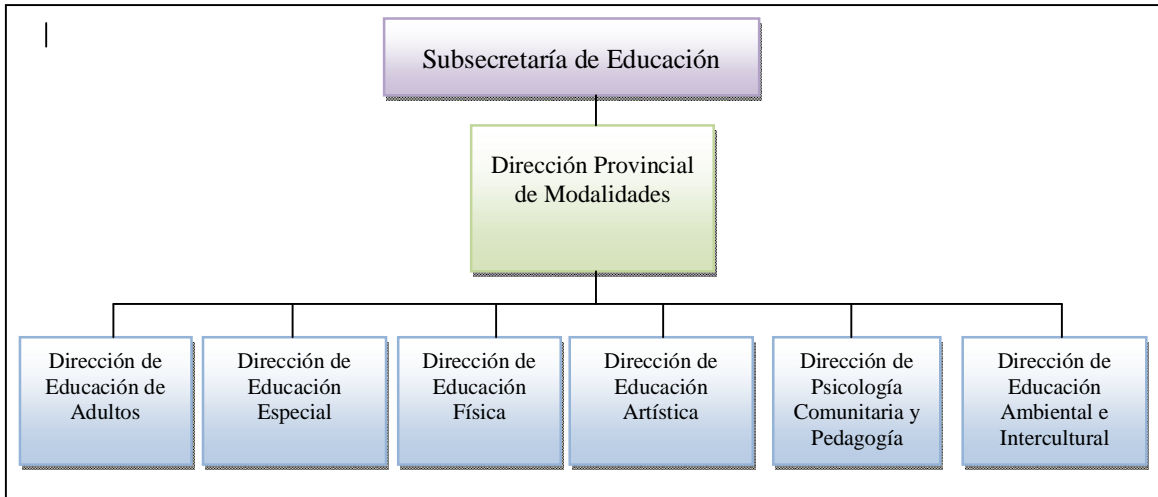 Subsecretaría de Educación
Dirección Provincial
de Modalidades
Dirección de
Educación de
Adultos
Dirección de
Educación
Especial
Dirección de
Educación
Física
Dirección de
Educación
Artística
Dirección de
Psicología
Comunitaria y
Pedagogía
Dirección de
Educación
Ambiental e
Intercultural